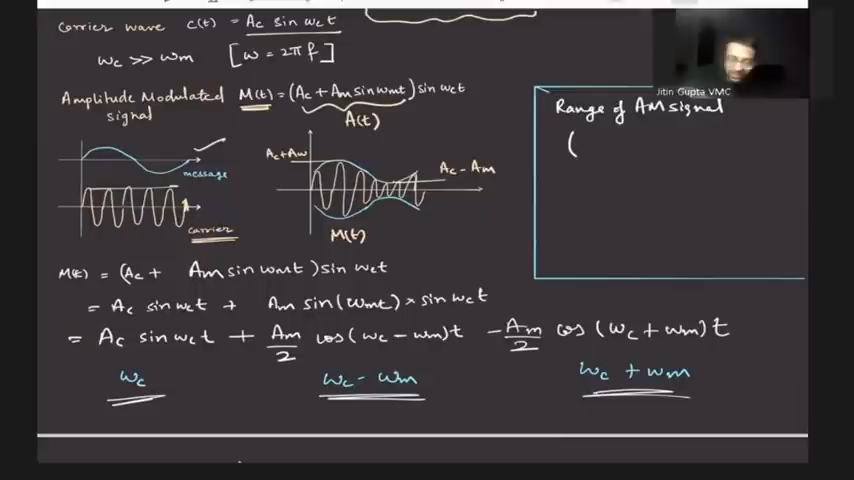 Carrier wave c(t) = Ac sin wct
wc >> wm [w = 2πf]
Amplitude Modulated signal M(t) = (Ac + Am sin wmt) sin wct
A(t)
message
carrier
Ac+Am
Ac - Am
M(t)
M(t) = (Ac + Am sin wmt) sin wct
= Ac sin wct + Am sin(wmt) × sin wct
= Ac sin wct + Am/2 cos(wc - wm)t - Am/2 cos(wc + wm)t
wc wc - wm wc + wm
Jitin Gupta VMC
Range of AM signal
(